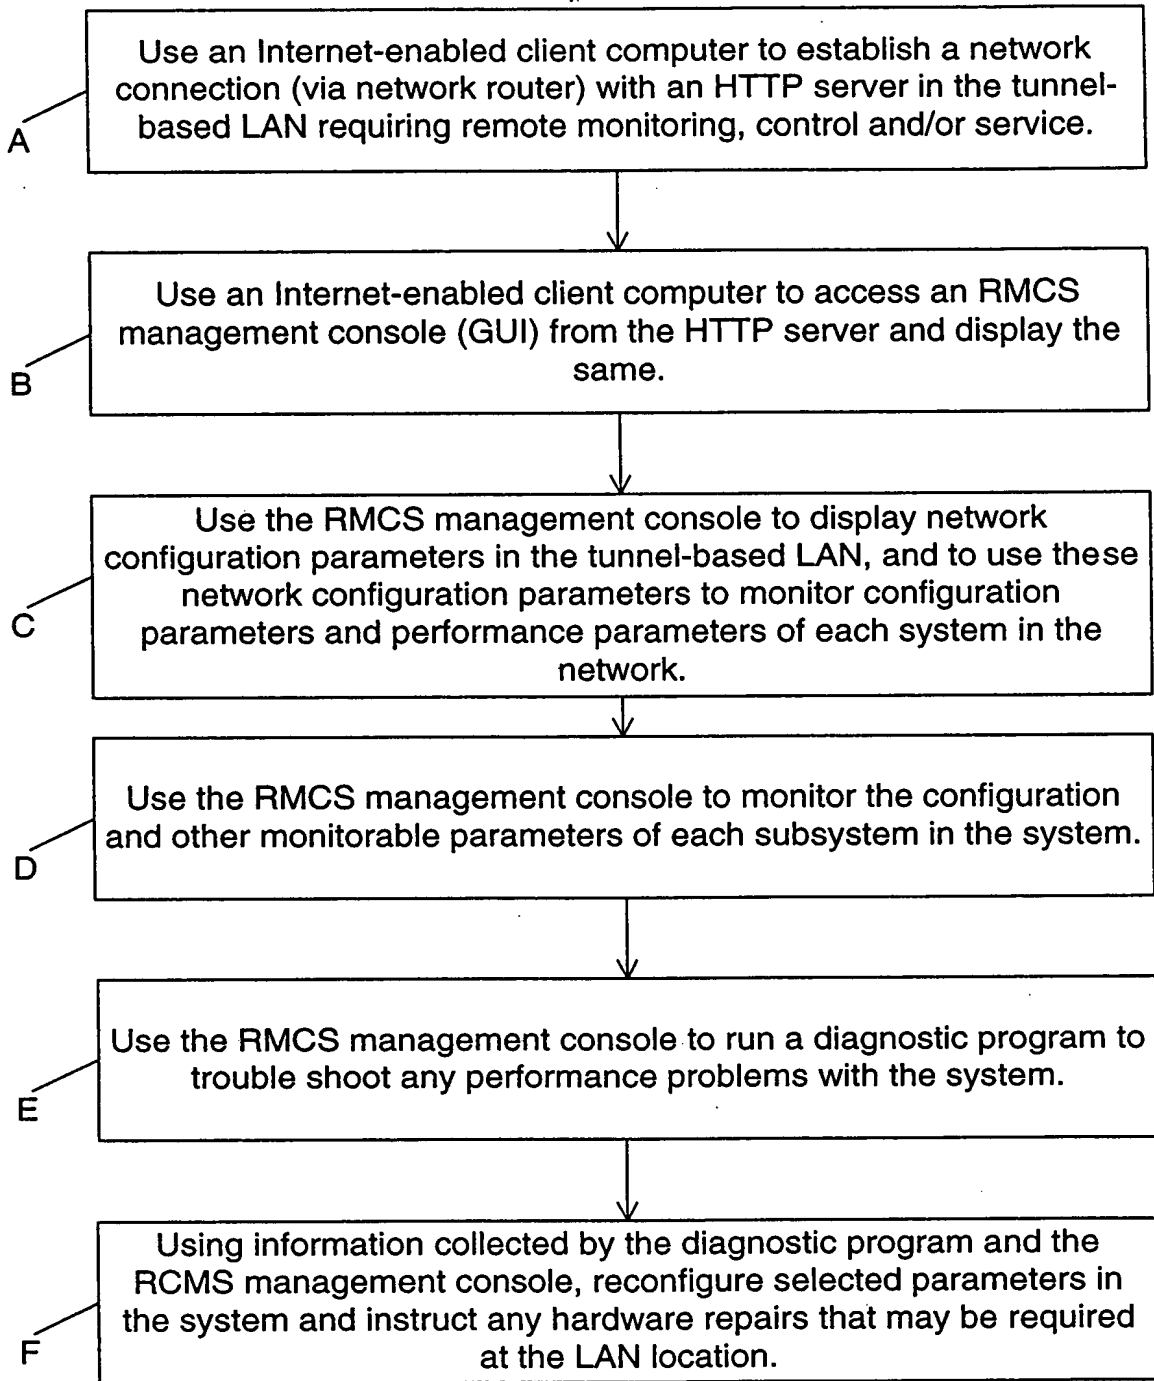 Use an Internet-enabled client computer to establish a network
connection (via network router) with an HTTP server in the tunnel-
based LAN requiring remote monitoring, control and/or service.
A
Use an Internet-enabled client computer to access an RMCS
management console (GUI) from the HTTP server and display the
same.
B
Use the RMCS management console to display network
configuration parameters in the tunnel-based LAN, and to use these
network configuration parameters to monitor configuration
parameters and performance parameters of each system in the
network.
C
Use the RMCS management console to monitor the configuration
and other monitorable parameters of each subsystem in the system.
D
Use the RMCS management console to run a diagnostic program to
trouble shoot any performance problems with the system.
E
Using information collected by the diagnostic program and the
RCMS management console, reconfigure selected parameters in
the system and instruct any hardware repairs that may be required
at the LAN location.
F